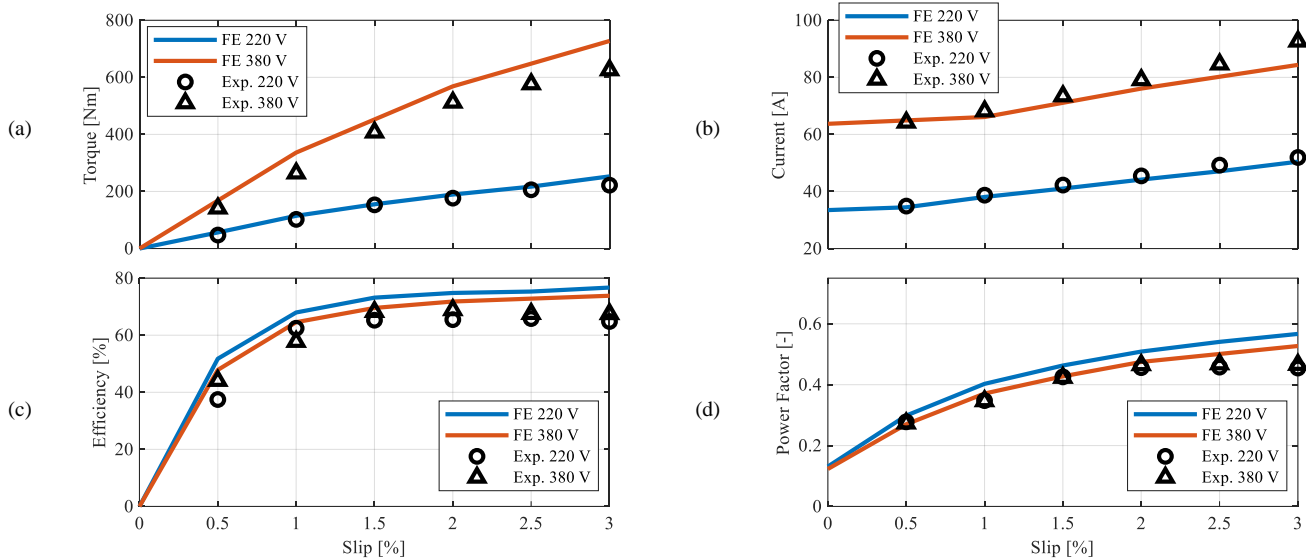 (a)
Torque [Nm]
800
600
400
200
0
FE 220 V
FE 380 V
Exp. 220 V
Exp. 380 V
(b)
Current [A]
100
80
60
40
20
FE 220 V
FE 380 V
Exp. 220 V
Exp. 380 V
(c)
Efficiency [%]
80
60
40
20
0
FE 220 V
FE 380 V
Exp. 220 V
Exp. 380 V
0 0.5 1 1.5 2 2.5 3
Slip [%]
(d)
Power Factor [-]
0.6
0.4
0.2
0
FE 220 V
FE 380 V
Exp. 220 V
Exp. 380 V
0 0.5 1 1.5 2 2.5 3
Slip [%]